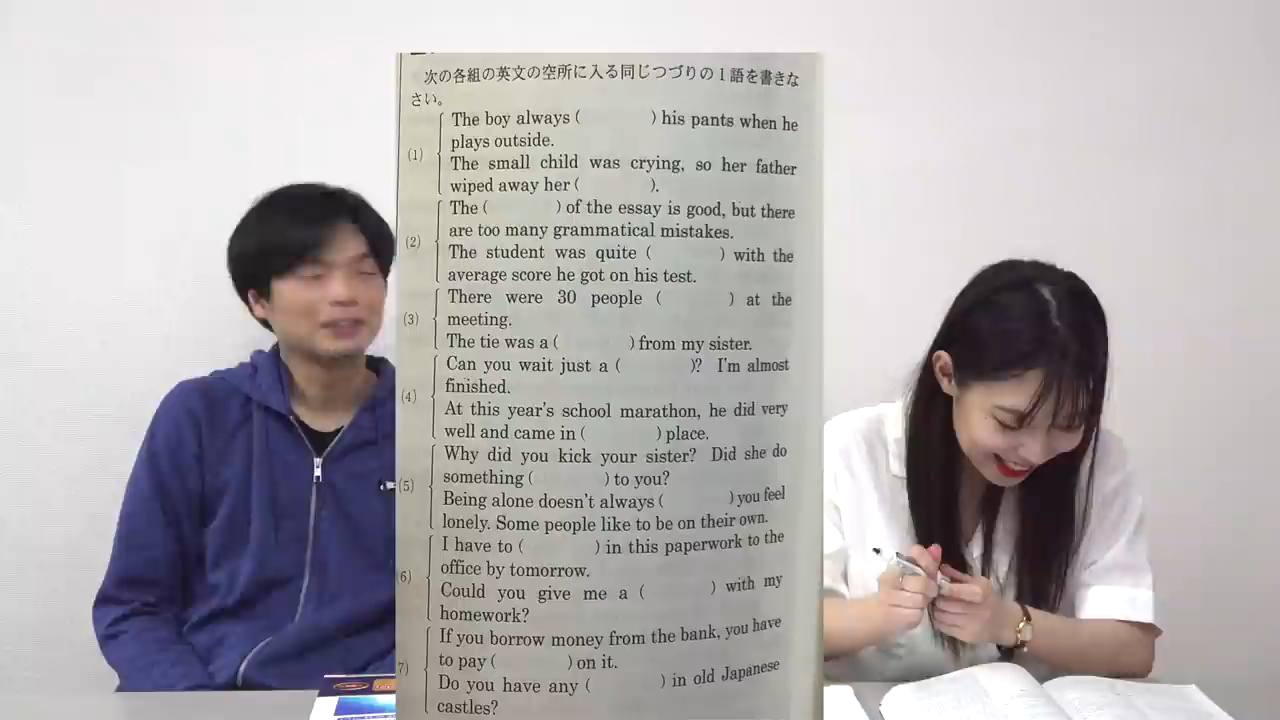 次の各組の英文の空所に入る同じつづりの1語を書きな
さい。
(1)
The boy always (　　) his pants when he
plays outside.
The small child was crying, so her father
wiped away her (　　).
(2)
The (　　) of the essay is good, but there
are too many grammatical mistakes.
The student was quite (　　) with the
average score he got on his test.
(3)
There were 30 people (　　) at the
meeting.
The tie was a (　　) from my sister.
(4)
Can you wait just a (　　)? I'm almost
finished.
At this year's school marathon, he did very
well and came in (　　) place.
(5)
Why did you kick your sister? Did she do
something (　　) to you?
Being alone doesn't always (　　) you feel
lonely. Some people like to be on their own.
6)
I have to (　　) in this paperwork to the
office by tomorrow.
Could you give me a (　　) with my
homework?
7)
If you borrow money from the bank, you have
to pay (　　) on it.
Do you have any (　　) in old Japanese
castles?